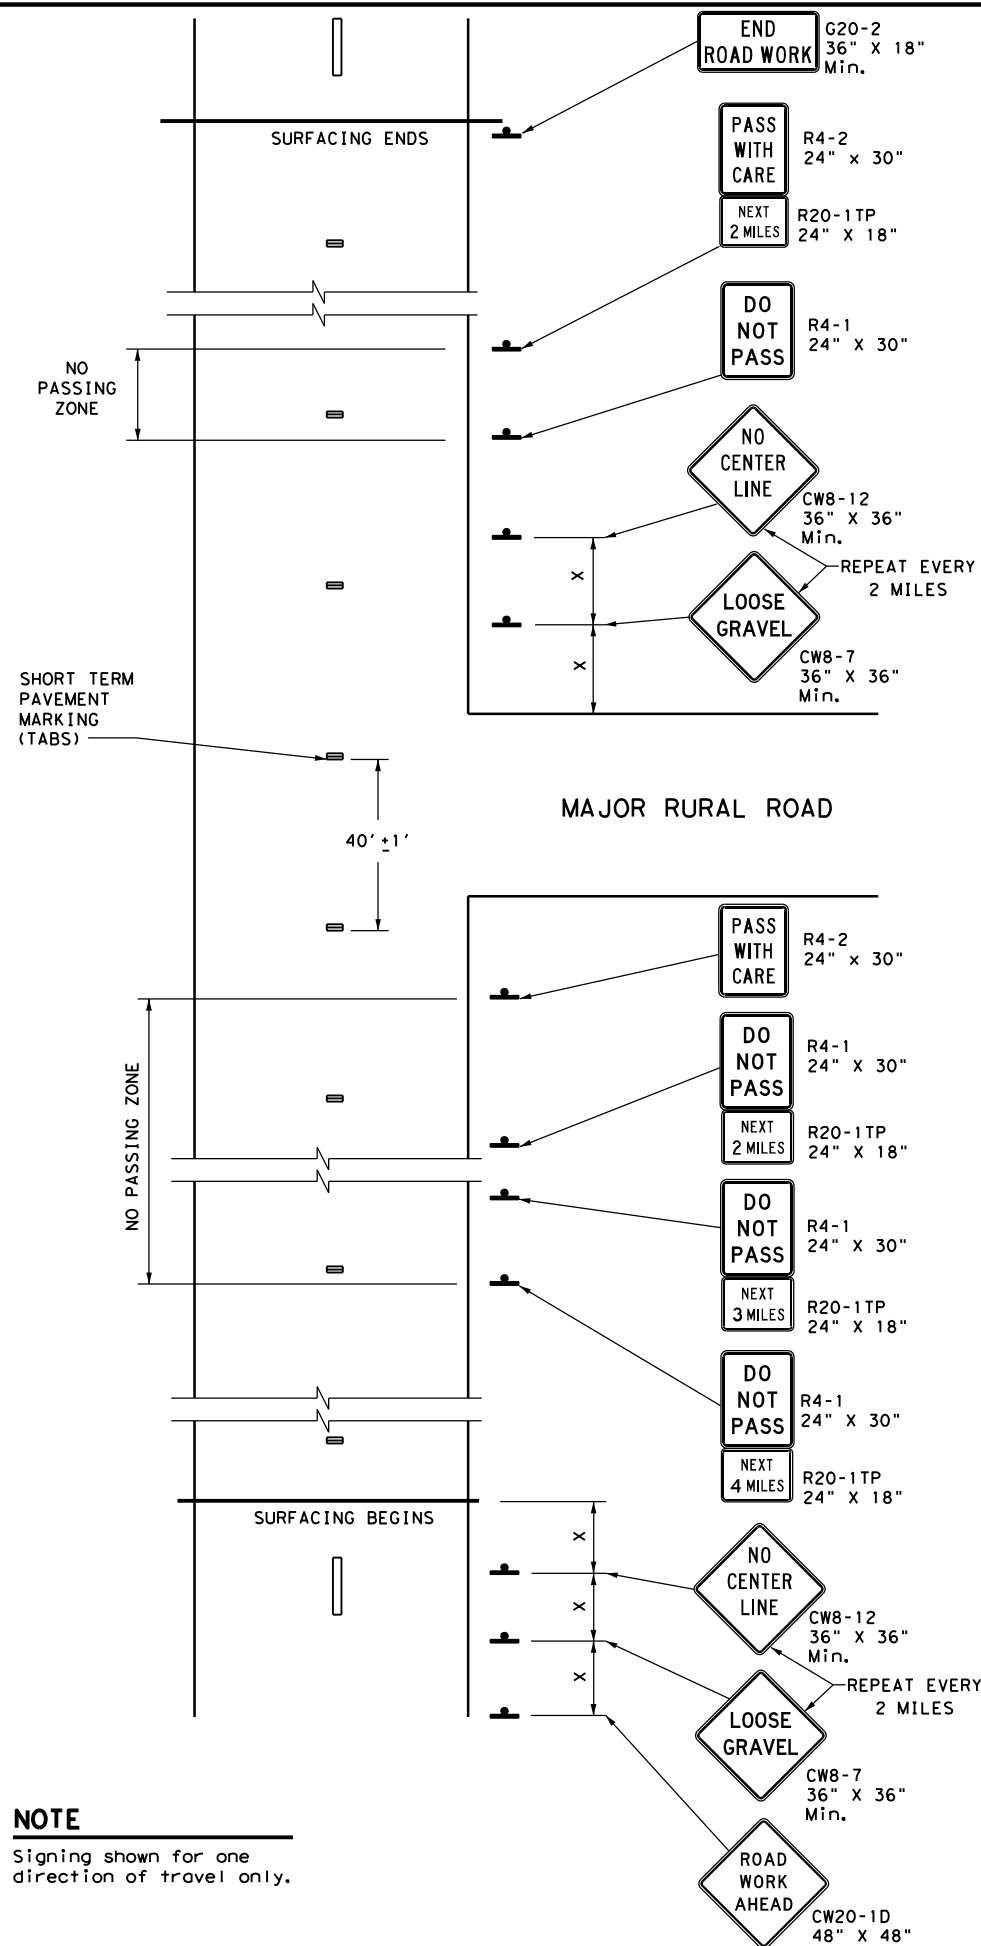 END
ROAD WORK
G20-2
36" X 18"
Min.
SURFACING ENDS
PASS
WITH
CARE
R4-2
24" x 30"
NEXT
2 MILES
R20-1TP
24" X 18"
DO
NOT
PASS
R4-1
24" X 30"
NO
PASSING
ZONE
NO
CENTER
LINE
CW8-12
36" X 36"
Min.
REPEAT EVERY
2 MILES
X
LOOSE
GRAVEL
CW8-7
36" X 36"
Min.
X
SHORT TERM
PAVEMENT
MARKING
(TABS)
MAJOR RURAL ROAD
40' ±1'
PASS
WITH
CARE
R4-2
24" x 30"
NO PASSING ZONE
DO
NOT
PASS
R4-1
24" X 30"
NEXT
2 MILES
R20-1TP
24" X 18"
DO
NOT
PASS
R4-1
24" X 30"
NEXT
3 MILES
R20-1TP
24" X 18"
DO
NOT
PASS
R4-1
24" X 30"
NEXT
4 MILES
R20-1TP
24" X 18"
SURFACING BEGINS
X
NO
CENTER
LINE
X
CW8-12
36" X 36"
Min.
REPEAT EVERY
2 MILES
X
LOOSE
GRAVEL
CW8-7
36" X 36"
Min.
NOTE
Signing shown for one
direction of travel only.
ROAD
WORK
AHEAD
CW20-1D
48" X 48"